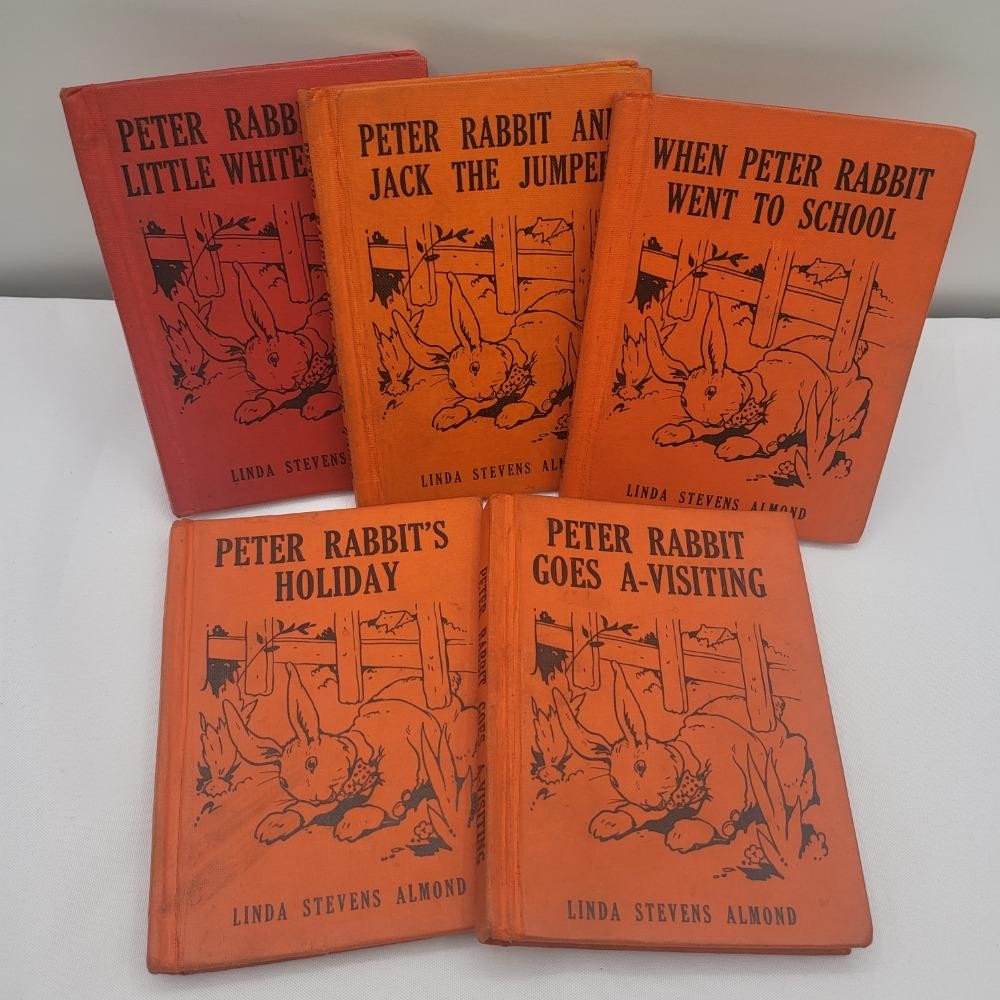 PETER RABB
LITTLE WHITE
LINDA STEVENS
PETER RABBIT AN
JACK THE JUMPE
LINDA STEVENS ALM
WHEN PETER RABBIT
WENT TO SCHOOL
LINDA STEVENS ALMOND
PETER RABBIT'S
HOLIDAY
LINDA STEVENS ALMOND
PETER RABBIT GOES A-VISITING
PETER RABBIT
GOES A-VISITING
LINDA STEVENS ALMOND